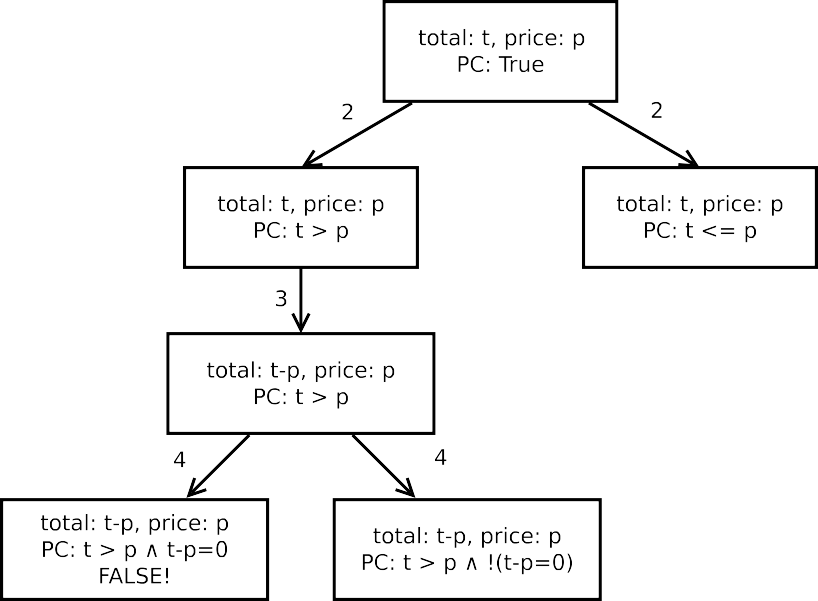 total: t, price: p
PC: True
2
2
total: t, price: p
PC: t > p
total: t, price: p
PC: t <= p
3
total: t-p, price: p
PC: t > p
4
4
total: t-p, price: p
PC: t > p ∧ t-p=0
FALSE!
total: t-p, price: p
PC: t > p ∧ !(t-p=0)